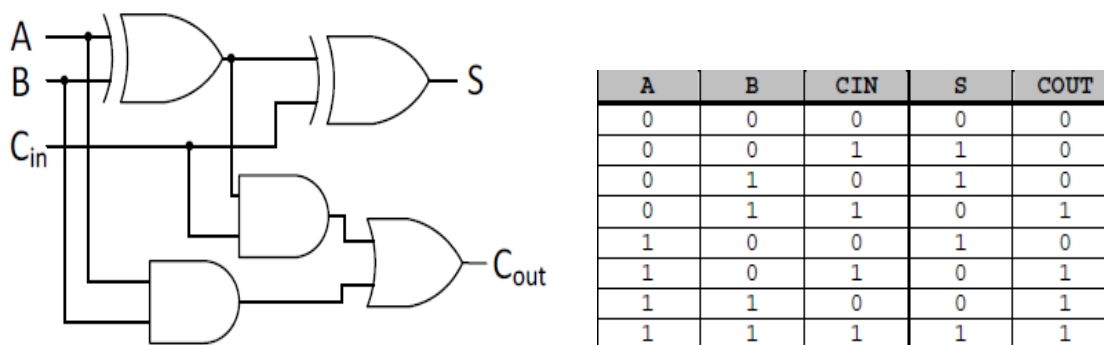 A
B
C_in
S
C_out
A B CIN S COUT
0 0 0 0 0
0 0 1 1 0
0 1 0 1 0
0 1 1 0 1
1 0 0 1 0
1 0 1 0 1
1 1 0 0 1
1 1 1 1 1